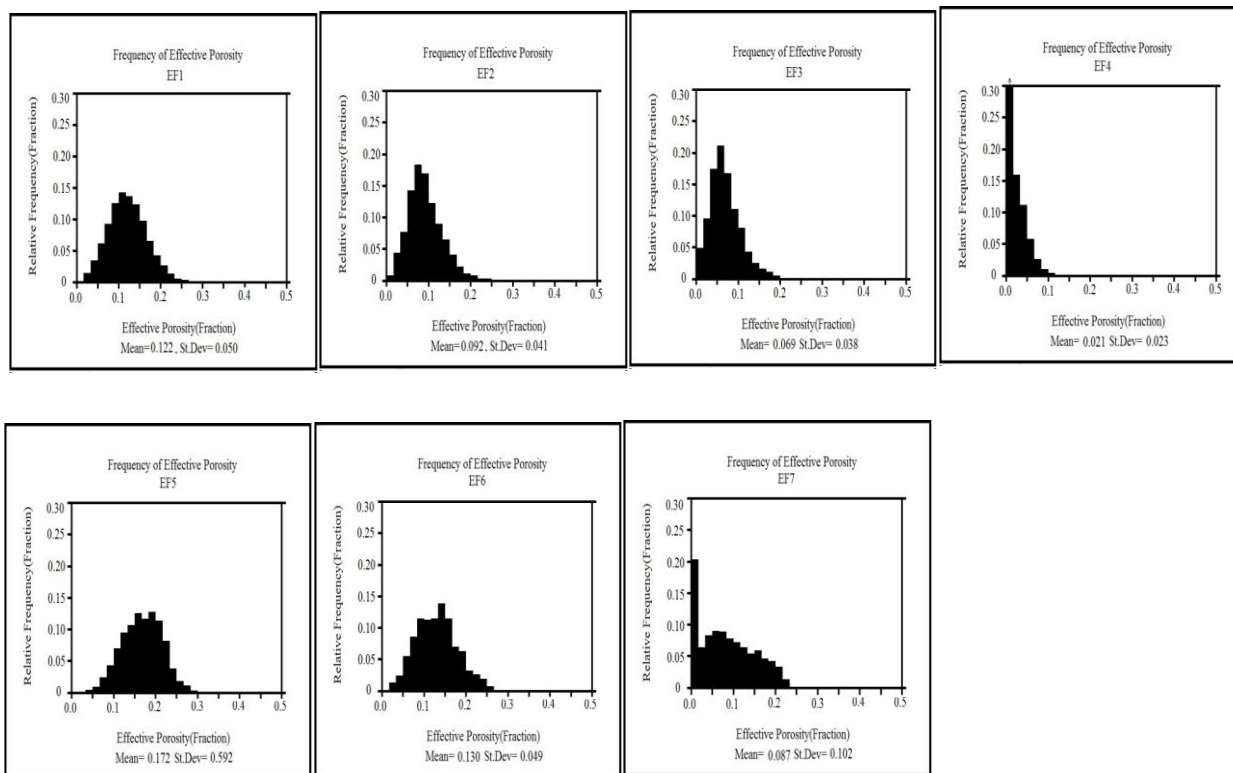 Frequency of Effective Porosity
EF1
Relative Frequency(Fraction)
0.30
0.25
0.20
0.15
0.10
0.05
0
0.0 0.1 0.2 0.3 0.4 0.5
Effective Porosity(Fraction)
Mean=0.122, St.Dev= 0.050
Frequency of Effective Porosity
EF2
Relative Frequency(Fraction)
0.30
0.25
0.20
0.15
0.10
0.05
0
0.0 0.1 0.2 0.3 0.4 0.5
Effective Porosity(Fraction)
Mean=0.092, St.Dev= 0.041
Frequency of Effective Porosity
EF3
Relative Frequency(Fraction)
0.30
0.25
0.20
0.15
0.10
0.05
0
0.0 0.1 0.2 0.3 0.4 0.5
Effective Porosity(Fraction)
Mean= 0.069 St.Dev= 0.038
Frequency of Effective Porosity
EF4
Relative Frequency(Fraction)
0.30
0.25
0.20
0.15
0.10
0.05
0
0.0 0.1 0.2 0.3 0.4 0.5
Effective Porosity(Fraction)
Mean= 0.021 St.Dev= 0.023
Frequency of Effective Porosity
EF5
Relative Frequency(Fraction)
0.30
0.25
0.20
0.15
0.10
0.05
0
0.0 0.1 0.2 0.3 0.4 0.5
Effective Porosity(Fraction)
Mean= 0.172 St.Dev= 0.592
Frequency of Effective Porosity
EF6
Relative Frequency(Fraction)
0.30
0.25
0.20
0.15
0.10
0.05
0
0.0 0.1 0.2 0.3 0.4 0.5
Effective Porosity(Fraction)
Mean= 0.130 St.Dev= 0.049
Frequency of Effective Porosity
EF7
Relative Frequency(Fraction)
0.30
0.25
0.20
0.15
0.10
0.05
0
0.0 0.1 0.2 0.3 0.4 0.5
Effective Porosity(Fraction)
Mean= 0.087 St.Dev= 0.102